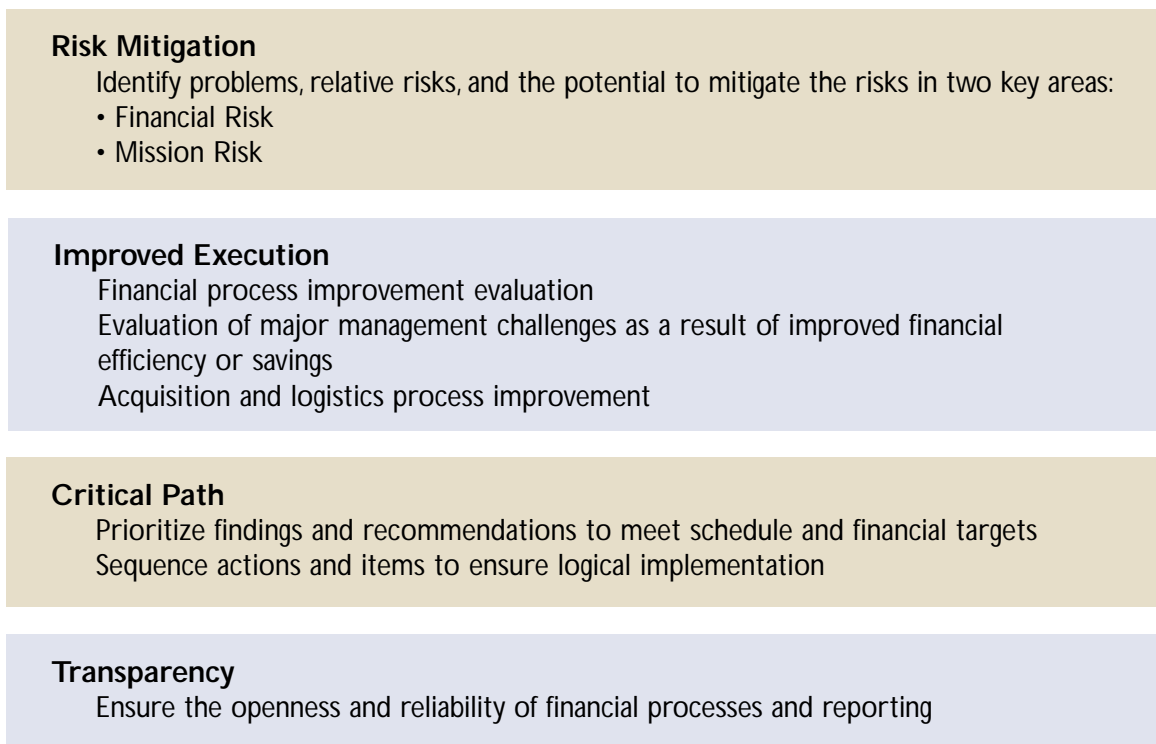 Risk Mitigation
Identify problems, relative risks, and the potential to mitigate the risks in two key areas:
• Financial Risk
• Mission Risk
Improved Execution
Financial process improvement evaluation
Evaluation of major management challenges as a result of improved financial
efficiency or savings
Acquisition and logistics process improvement
Critical Path
Prioritize findings and recommendations to meet schedule and financial targets
Sequence actions and items to ensure logical implementation
Transparency
Ensure the openness and reliability of financial processes and reporting